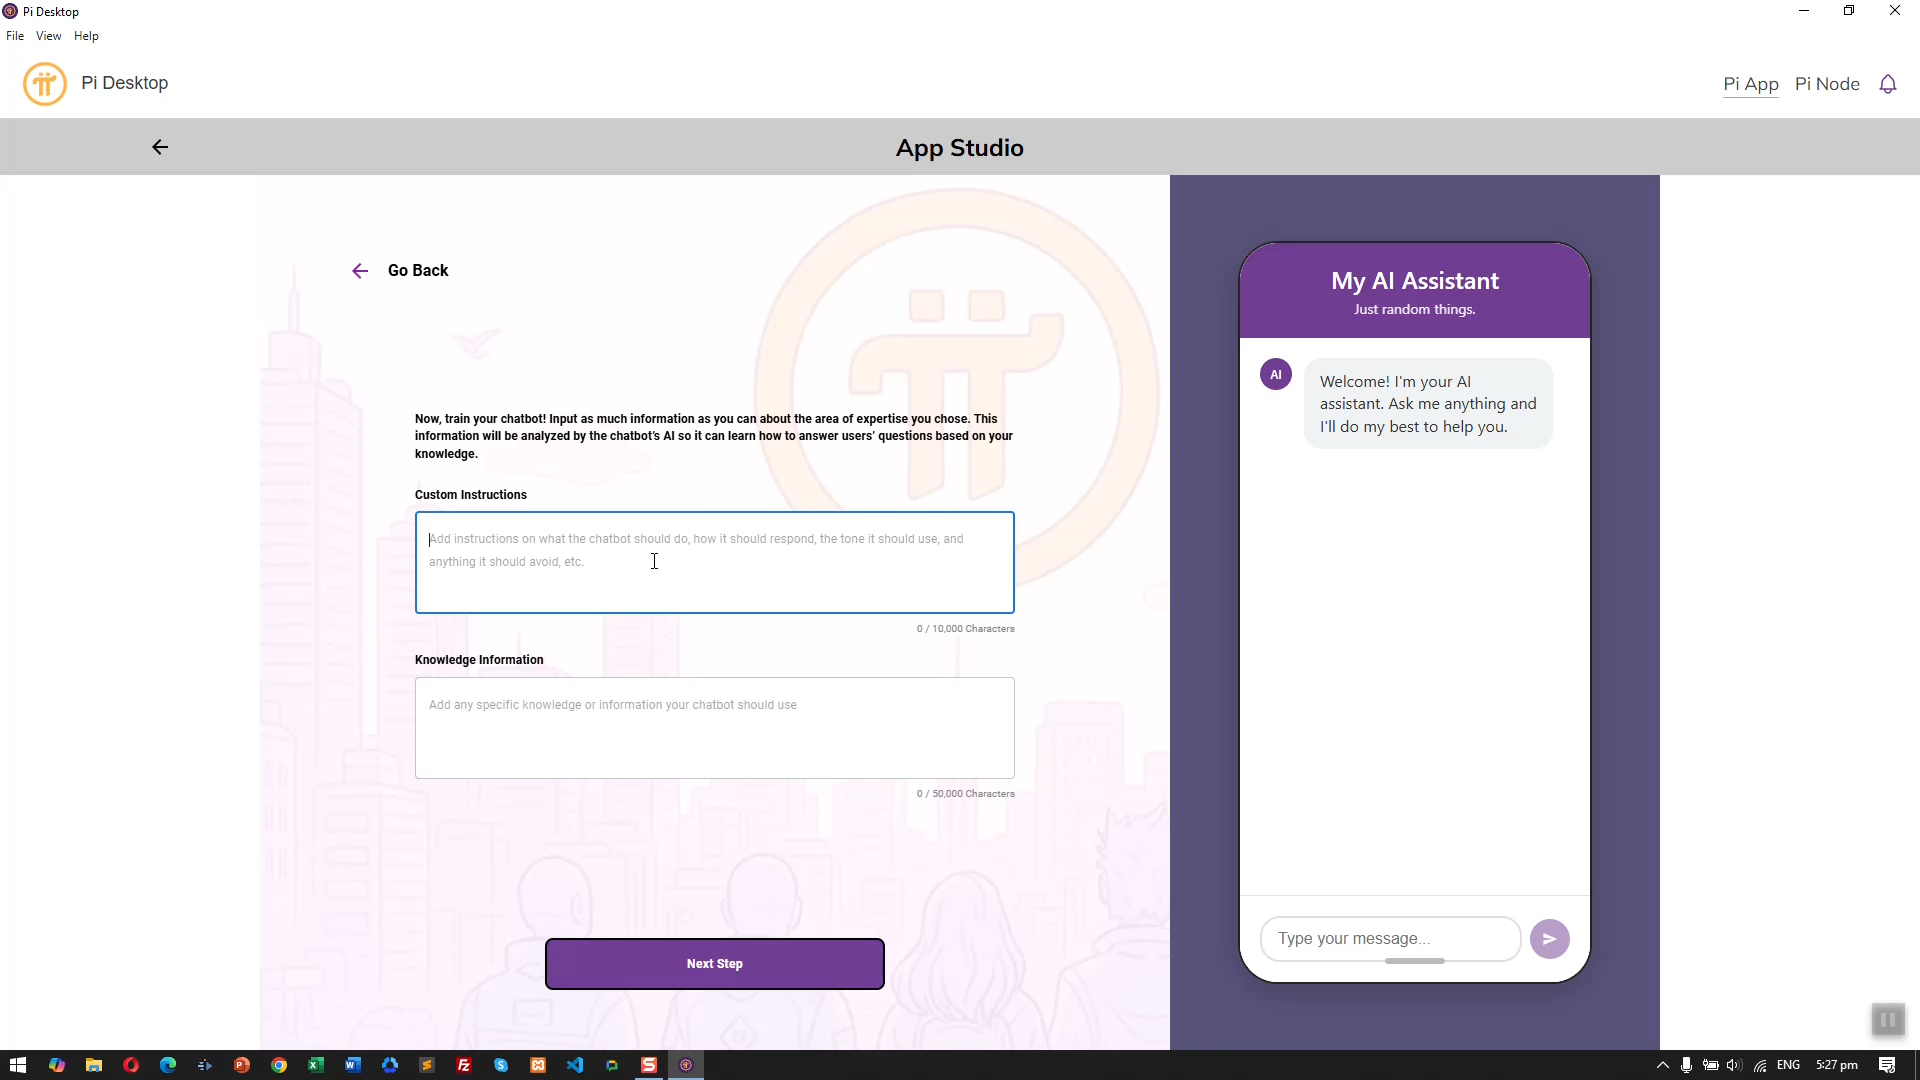 Pi Desktop
File View Help
Pi Desktop
Pi App Pi Node
App Studio
Go Back
Now, train your chatbot! Input as much information as you can about the area of expertise you chose. This
information will be analyzed by the chatbot's AI so it can learn how to answer users' questions based on your
knowledge.
Custom Instructions
Add instructions on what the chatbot should do, how it should respond, the tone it should use, and
anything it should avoid, etc.
0 / 10,000 Characters
Knowledge Information
Add any specific knowledge or information your chatbot should use
0 / 50,000 Characters
Next Step
My AI Assistant
Just random things.
AI
Welcome! I'm your AI
assistant. Ask me anything and
I'll do my best to help you.
Type your message...
ENG 5:27 pm